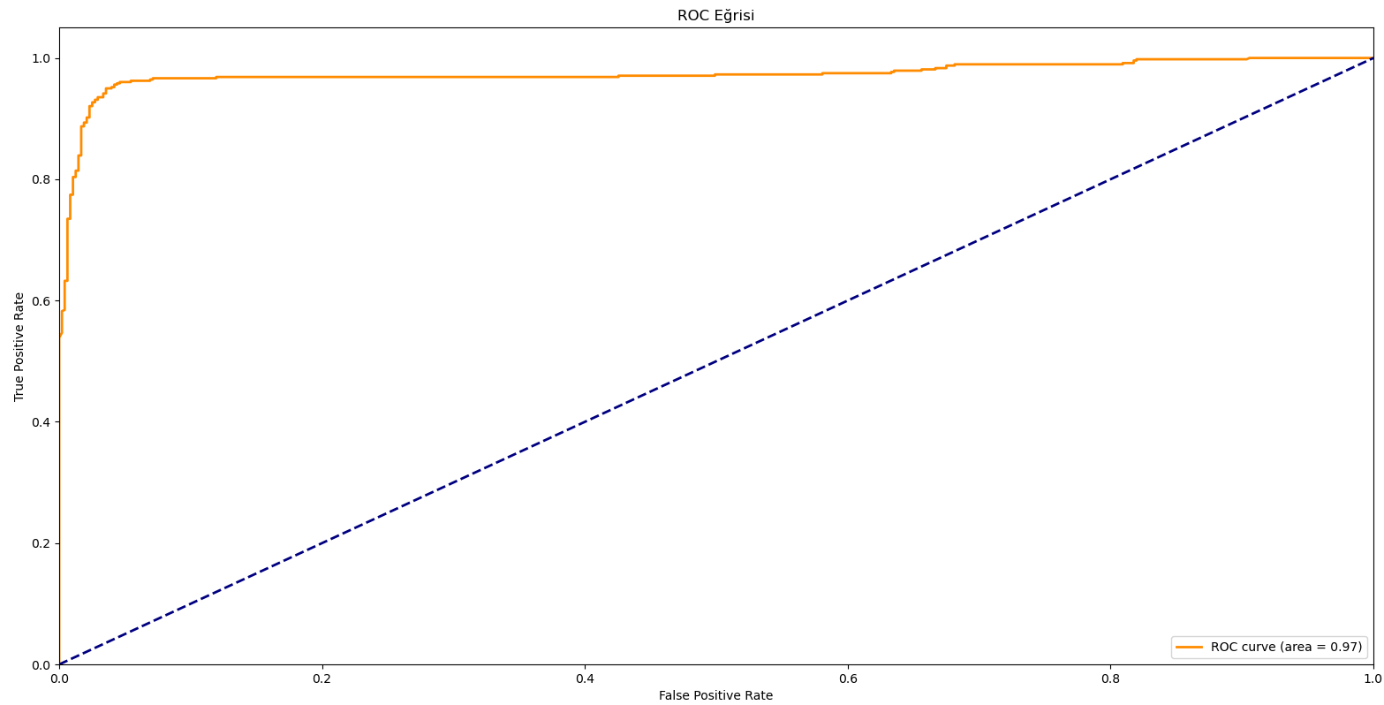 ROC Eğrisi
True Positive Rate
1.0
0.8
0.6
0.4
0.2
0.0
0.0 0.2 0.4 0.6 0.8 1.0
False Positive Rate
ROC curve (area = 0.97)